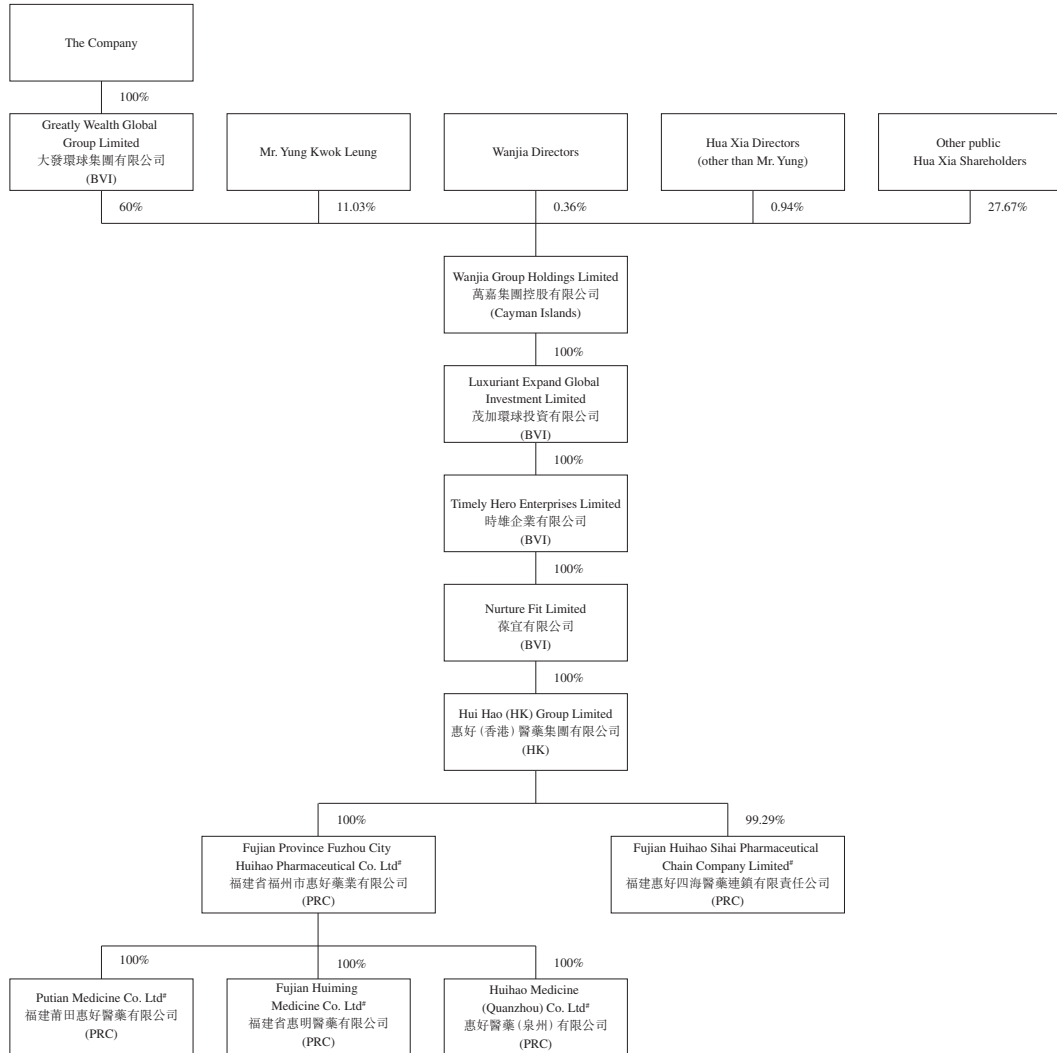 The Company
100%
Greatly Wealth Global
Group Limited
大發環球集團有限公司
(BVI)
Mr. Yung Kwok Leung
Wanjia Directors
Hua Xia Directors
(other than Mr. Yung)
Other public
Hua Xia Shareholders
60%
11.03%
0.36%
0.94%
27.67%
Wanjia Group Holdings Limited
萬嘉集團控股有限公司
(Cayman Islands)
100%
Luxuriant Expand Global
Investment Limited
茂加環球投資有限公司
(BVI)
100%
Timely Hero Enterprises Limited
時雄企業有限公司
(BVI)
100%
Nurture Fit Limited
葆宜有限公司
(BVI)
100%
Hui Hao (HK) Group Limited
惠好(香港)醫藥集團有限公司
(HK)
100%
99.29%
Fujian Province Fuzhou City
Huihao Pharmaceutical Co. Ltd#
福建省福州市惠好藥業有限公司
(PRC)
Fujian Huihao Sihai Pharmaceutical
Chain Company Limited#
福建惠好四海醫藥連鎖有限責任公司
(PRC)
100%
100%
100%
Putian Medicine Co. Ltd#
福建莆田惠好醫藥有限公司
(PRC)
Fujian Huiming
Medicine Co. Ltd#
福建省惠明醫藥有限公司
(PRC)
Huihao Medicine
(Quanzhou) Co. Ltd#
惠好醫藥(泉州)有限公司
(PRC)